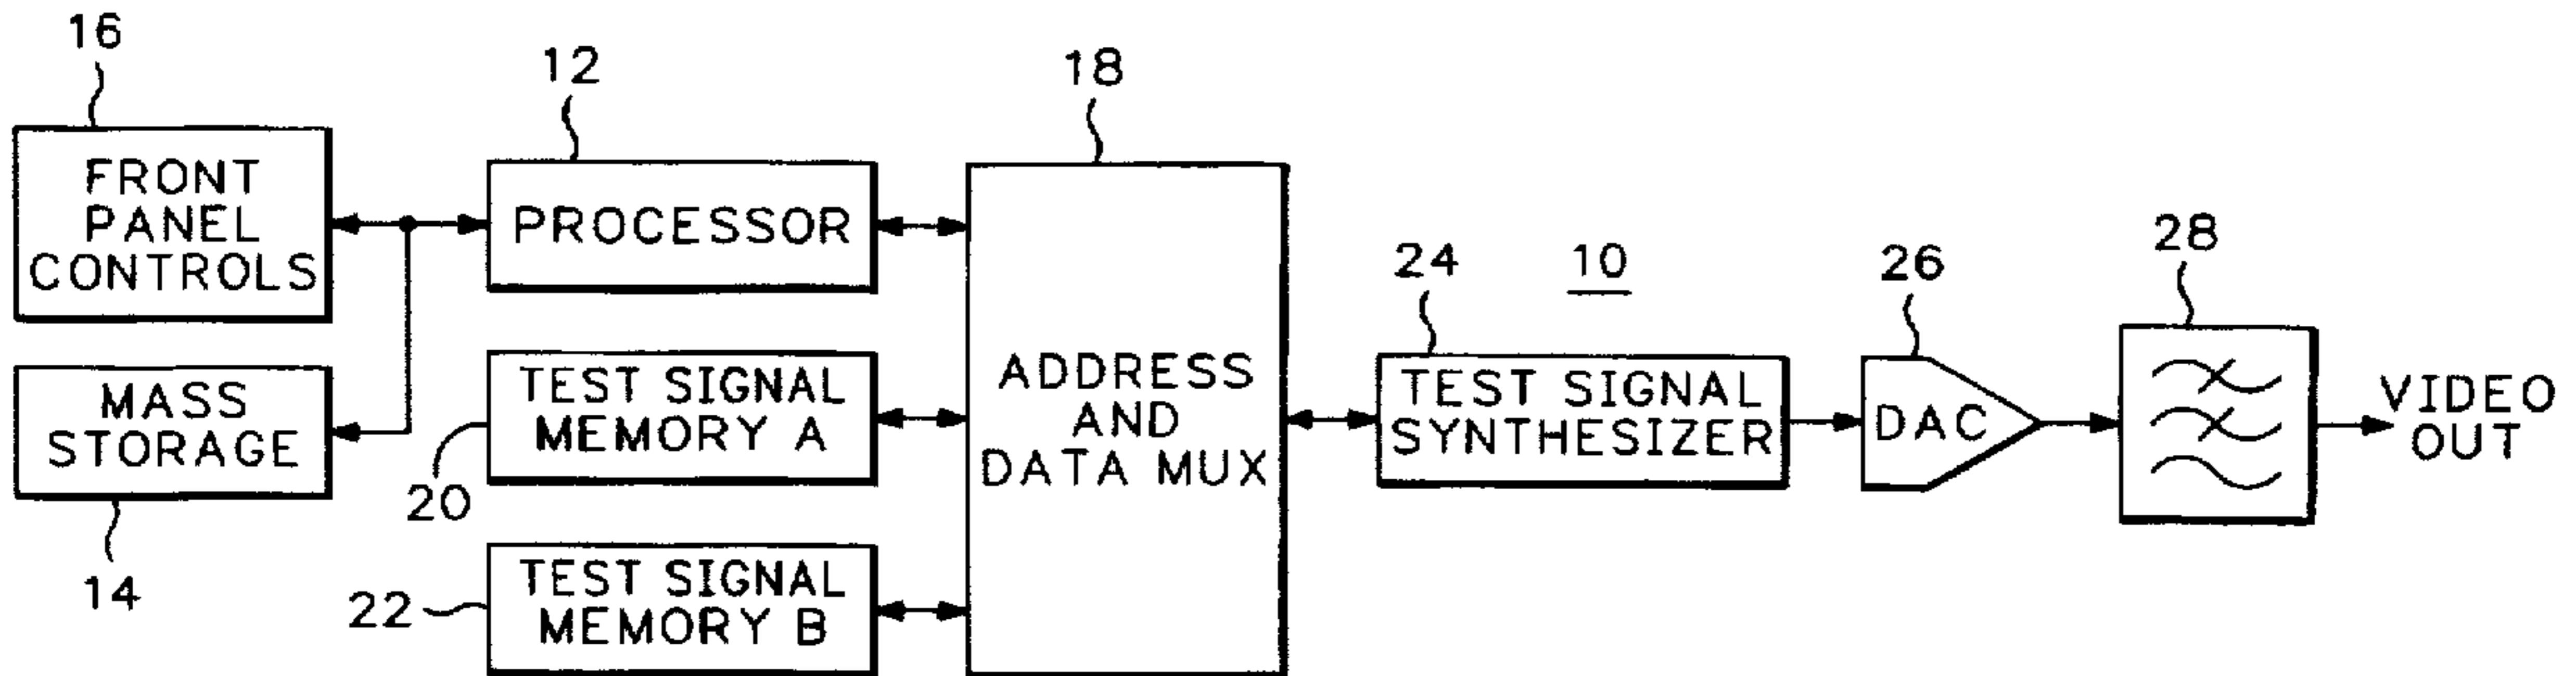 16
FRONT
PANEL
CONTROLS
MASS
STORAGE
14
12
PROCESSOR
TEST SIGNAL
MEMORY A
20
TEST SIGNAL
MEMORY B
22
18
ADDRESS
AND
DATA MUX
24
TEST SIGNAL
SYNTHESIZER
10
26
DAC
28
VIDEO
OUT